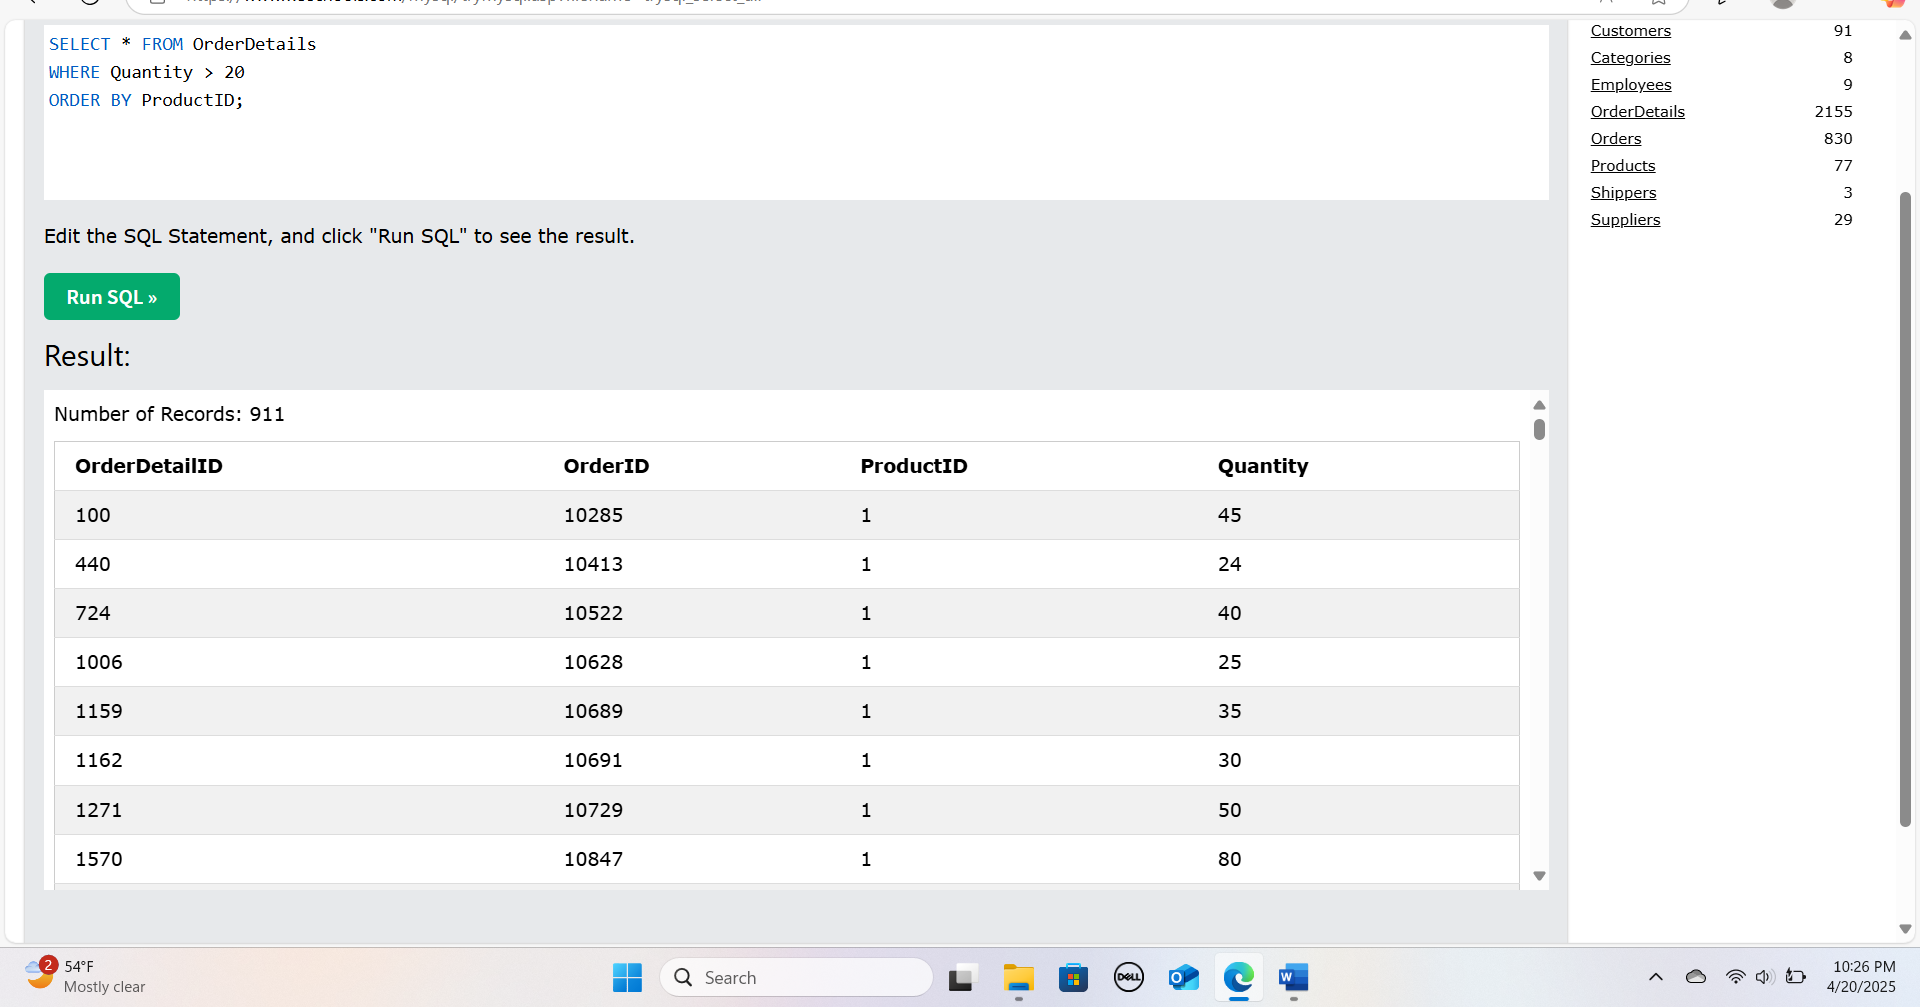 SELECT * FROM OrderDetails
WHERE Quantity > 20
ORDER BY ProductID;
Edit the SQL Statement, and click "Run SQL" to see the result.
Run SQL »
Result:
Number of Records: 911
OrderDetailID OrderID ProductID Quantity
100 10285 1 45
440 10413 1 24
724 10522 1 40
1006 10628 1 25
1159 10689 1 35
1162 10691 1 30
1271 10729 1 50
1570 10847 1 80
Customers 91
Categories 8
Employees 9
OrderDetails 2155
Orders 830
Products 77
Shippers 3
Suppliers 29
2
54°F
Mostly clear
Search
DELL
O
W
10:26 PM
4/20/2025